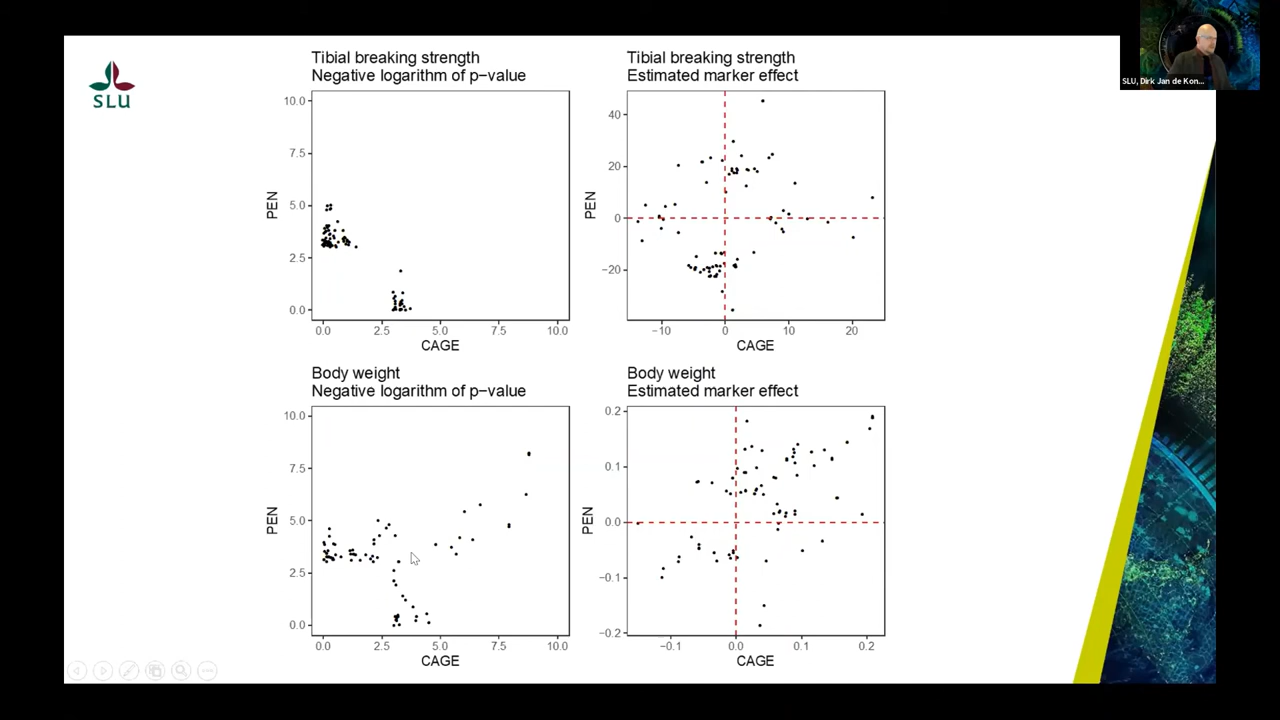 SLU
SLU, Dirk Jan de Kon...
Tibial breaking strength
Negative logarithm of p−value
10.0
7.5
5.0
2.5
0.0
PEN
0.0 2.5 5.0 7.5 10.0
CAGE
Tibial breaking strength
Estimated marker effect
40
20
0
−20
PEN
−10 0 10 20
CAGE
Body weight
Negative logarithm of p−value
10.0
7.5
5.0
2.5
0.0
PEN
0.0 2.5 5.0 7.5 10.0
CAGE
Body weight
Estimated marker effect
0.2
0.1
0.0
−0.1
−0.2
PEN
−0.1 0.0 0.1 0.2
CAGE